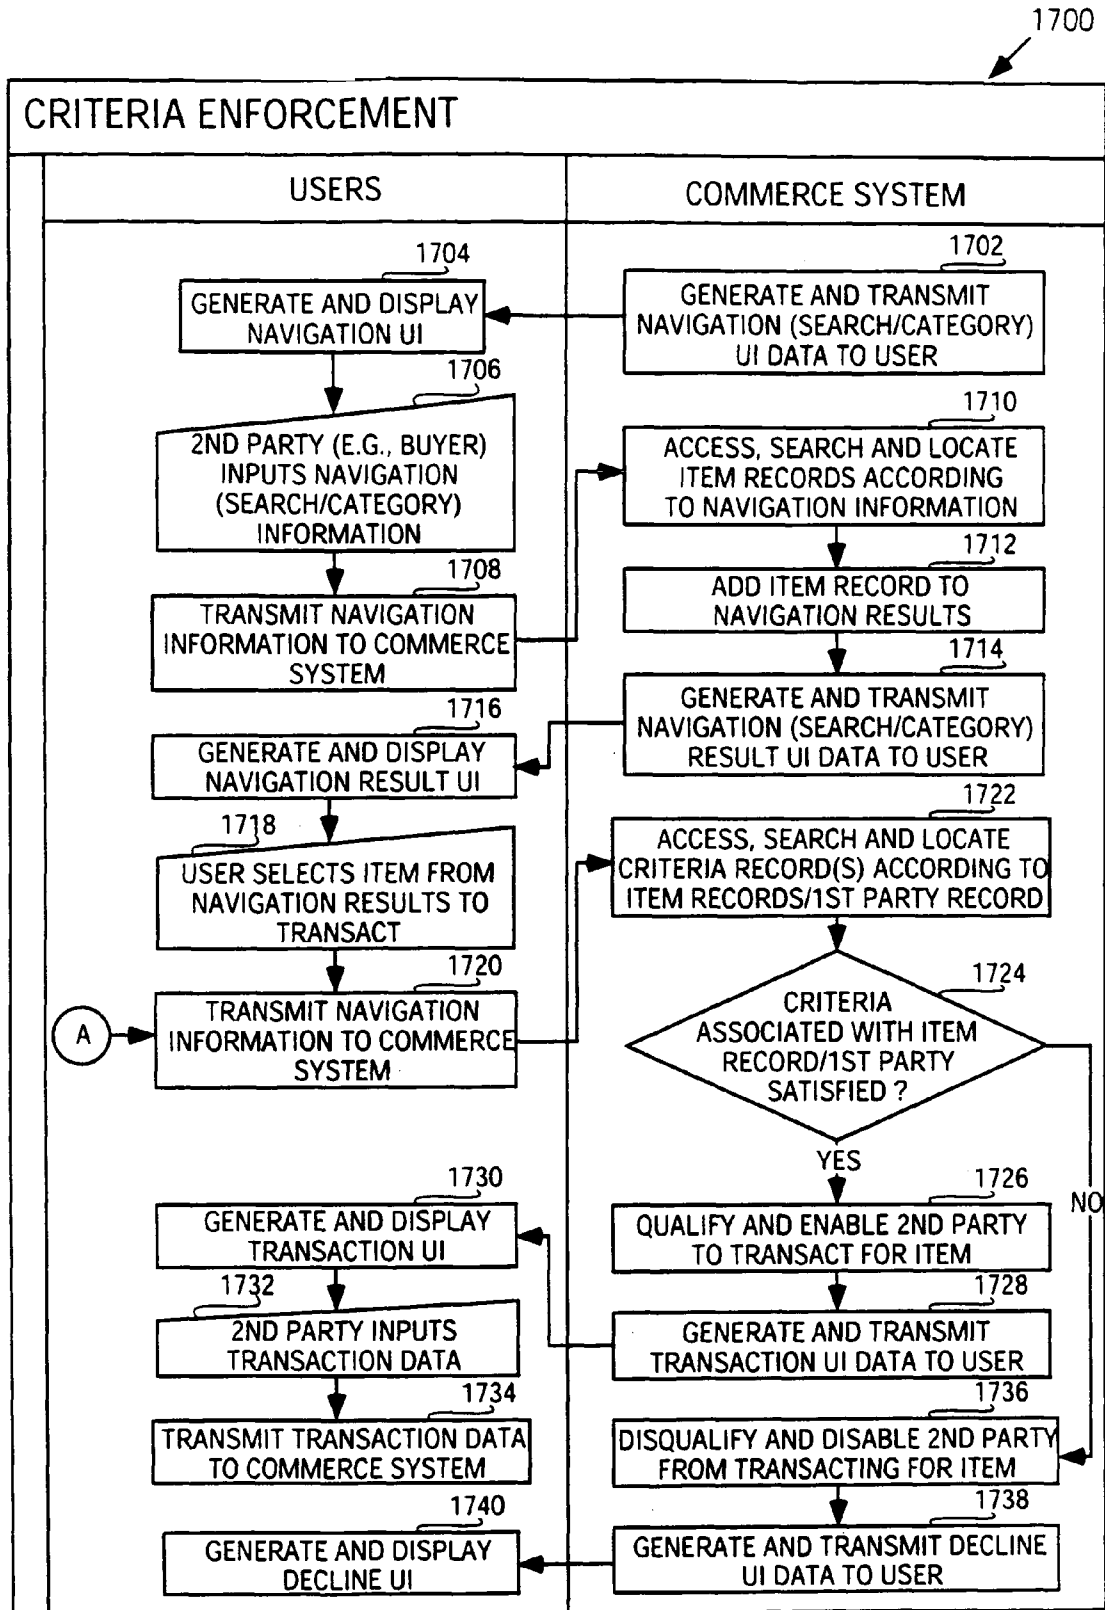 1700
CRITERIA ENFORCEMENT
USERS
COMMERCE SYSTEM
1702
GENERATE AND TRANSMIT
NAVIGATION (SEARCH/CATEGORY)
UI DATA TO USER
1704
GENERATE AND DISPLAY
NAVIGATION UI
1706
2ND PARTY (E.G., BUYER)
INPUTS NAVIGATION
(SEARCH/CATEGORY)
INFORMATION
1708
TRANSMIT NAVIGATION
INFORMATION TO COMMERCE
SYSTEM
1710
ACCESS, SEARCH AND LOCATE
ITEM RECORDS ACCORDING
TO NAVIGATION INFORMATION
1712
ADD ITEM RECORD TO
NAVIGATION RESULTS
1714
GENERATE AND TRANSMIT
NAVIGATION (SEARCH/CATEGORY)
RESULT UI DATA TO USER
1716
GENERATE AND DISPLAY
NAVIGATION RESULT UI
1718
USER SELECTS ITEM FROM
NAVIGATION RESULTS TO
TRANSACT
1720
A
TRANSMIT NAVIGATION
INFORMATION TO COMMERCE
SYSTEM
1722
ACCESS, SEARCH AND LOCATE
CRITERIA RECORD(S) ACCORDING TO
ITEM RECORDS/1ST PARTY RECORD
1724
CRITERIA
ASSOCIATED WITH ITEM
RECORD/1ST PARTY
SATISFIED ?
YES
NO
1726
QUALIFY AND ENABLE 2ND PARTY
TO TRANSACT FOR ITEM
1728
GENERATE AND TRANSMIT
TRANSACTION UI DATA TO USER
1730
GENERATE AND DISPLAY
TRANSACTION UI
1732
2ND PARTY INPUTS
TRANSACTION DATA
1734
TRANSMIT TRANSACTION DATA
TO COMMERCE SYSTEM
1736
DISQUALIFY AND DISABLE 2ND PARTY
FROM TRANSACTING FOR ITEM
1738
GENERATE AND TRANSMIT DECLINE
UI DATA TO USER
1740
GENERATE AND DISPLAY
DECLINE UI